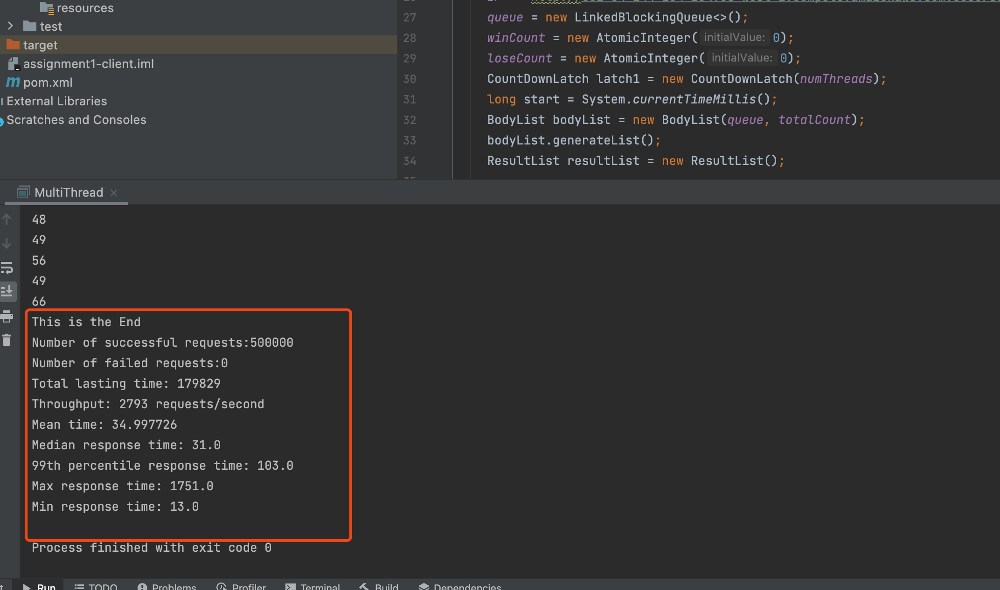 resources
test
target
assignment1-client.iml
m pom.xml
External Libraries
Scratches and Consoles
27 queue = new LinkedBlockingQueue<>();
28 winCount = new AtomicInteger( initialValue: 0);
29 loseCount = new AtomicInteger( initialValue: 0);
30 CountDownLatch latch1 = new CountDownLatch(numThreads);
31 long start = System.currentTimeMillis();
32 BodyList bodyList = new BodyList(queue, totalCount);
33 bodyList.generateList();
34 ResultList resultList = new ResultList();
MultiThread
48
49
56
49
66
This is the End
Number of successful requests:500000
Number of failed requests:0
Total lasting time: 179829
Throughput: 2793 requests/second
Mean time: 34.997726
Median response time: 31.0
99th percentile response time: 103.0
Max response time: 1751.0
Min response time: 13.0
Process finished with exit code 0
Run TODO Problems Profiler Terminal Build Dependencies